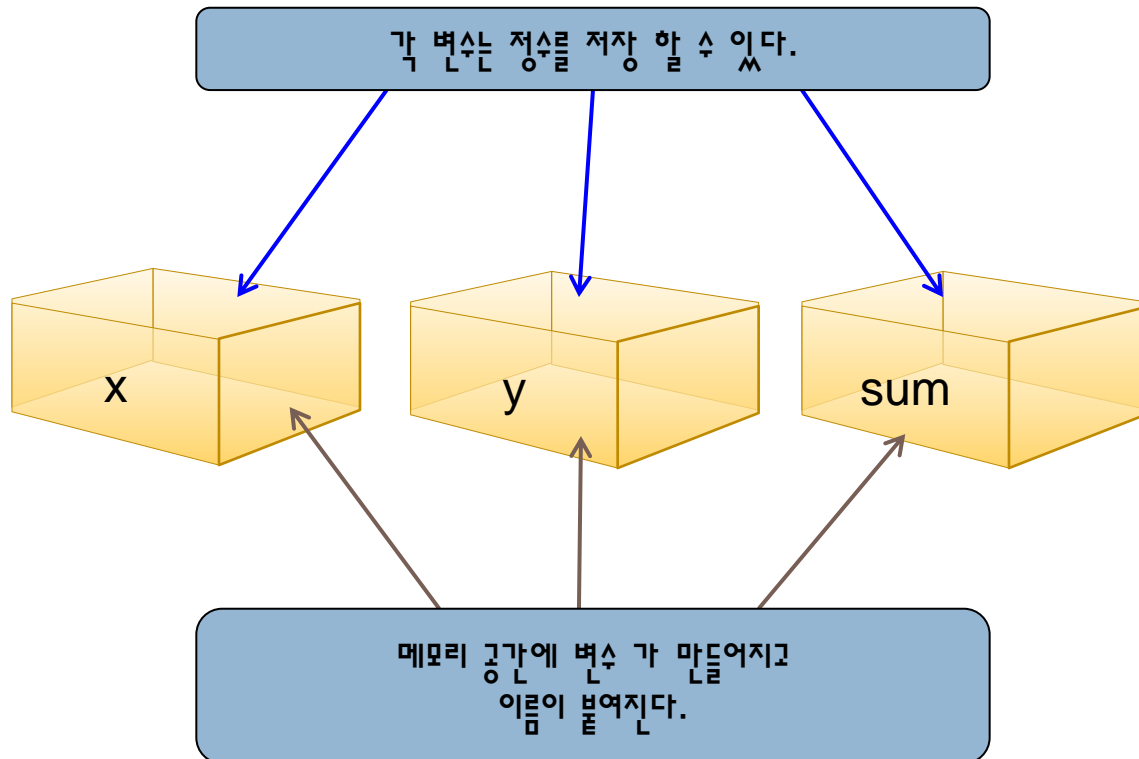 각 변수는 정수를 저장 할 수 있다.
x
y
sum
메모리 공간에 변수 가 만들어지고
이름이 붙여진다.